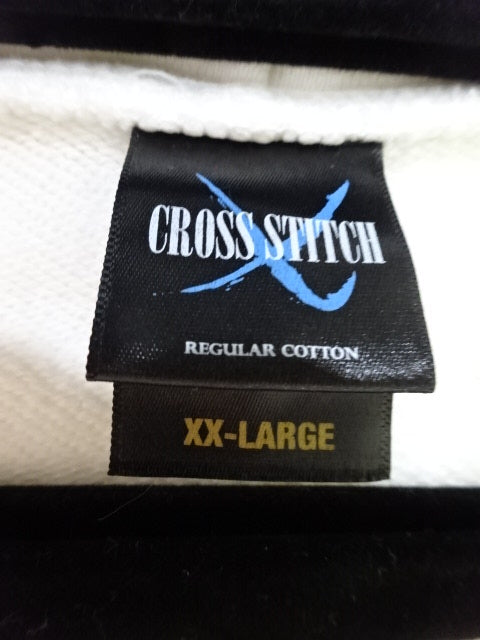 CROSS STITCH
REGULAR COTTON
XX-LARGE